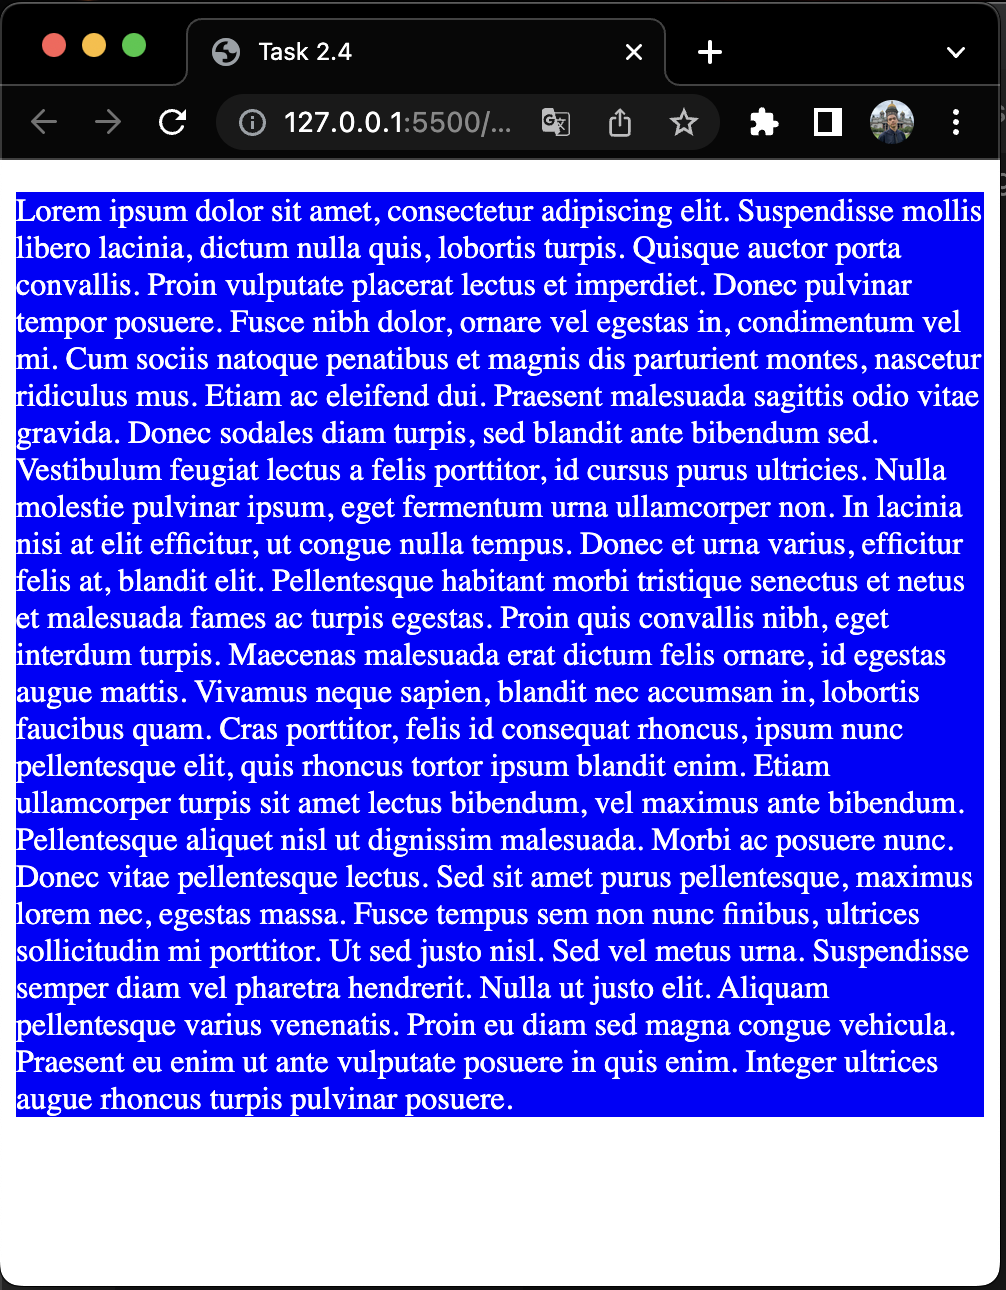 Task 2.4
127.0.0.1:5500/...
Lorem ipsum dolor sit amet, consectetur adipiscing elit. Suspendisse mollis
libero lacinia, dictum nulla quis, lobortis turpis. Quisque auctor porta
convallis. Proin vulputate placerat lectus et imperdiet. Donec pulvinar
tempor posuere. Fusce nibh dolor, ornare vel egestas in, condimentum vel
mi. Cum sociis natoque penatibus et magnis dis parturient montes, nascetur
ridiculus mus. Etiam ac eleifend dui. Praesent malesuada sagittis odio vitae
gravida. Donec sodales diam turpis, sed blandit ante bibendum sed.
Vestibulum feugiat lectus a felis porttitor, id cursus purus ultricies. Nulla
molestie pulvinar ipsum, eget fermentum urna ullamcorper non. In lacinia
nisi at elit efficitur, ut congue nulla tempus. Donec et urna varius, efficitur
felis at, blandit elit. Pellentesque habitant morbi tristique senectus et netus
et malesuada fames ac turpis egestas. Proin quis convallis nibh, eget
interdum turpis. Maecenas malesuada erat dictum felis ornare, id egestas
augue mattis. Vivamus neque sapien, blandit nec accumsan in, lobortis
faucibus quam. Cras porttitor, felis id consequat rhoncus, ipsum nunc
pellentesque elit, quis rhoncus tortor ipsum blandit enim. Etiam
ullamcorper turpis sit amet lectus bibendum, vel maximus ante bibendum.
Pellentesque aliquet nisl ut dignissim malesuada. Morbi ac posuere nunc.
Donec vitae pellentesque lectus. Sed sit amet purus pellentesque, maximus
lorem nec, egestas massa. Fusce tempus sem non nunc finibus, ultrices
sollicitudin mi porttitor. Ut sed justo nisl. Sed vel metus urna. Suspendisse
semper diam vel pharetra hendrerit. Nulla ut justo elit. Aliquam
pellentesque varius venenatis. Proin eu diam sed magna congue vehicula.
Praesent eu enim ut ante vulputate posuere in quis enim. Integer ultrices
augue rhoncus turpis pulvinar posuere.